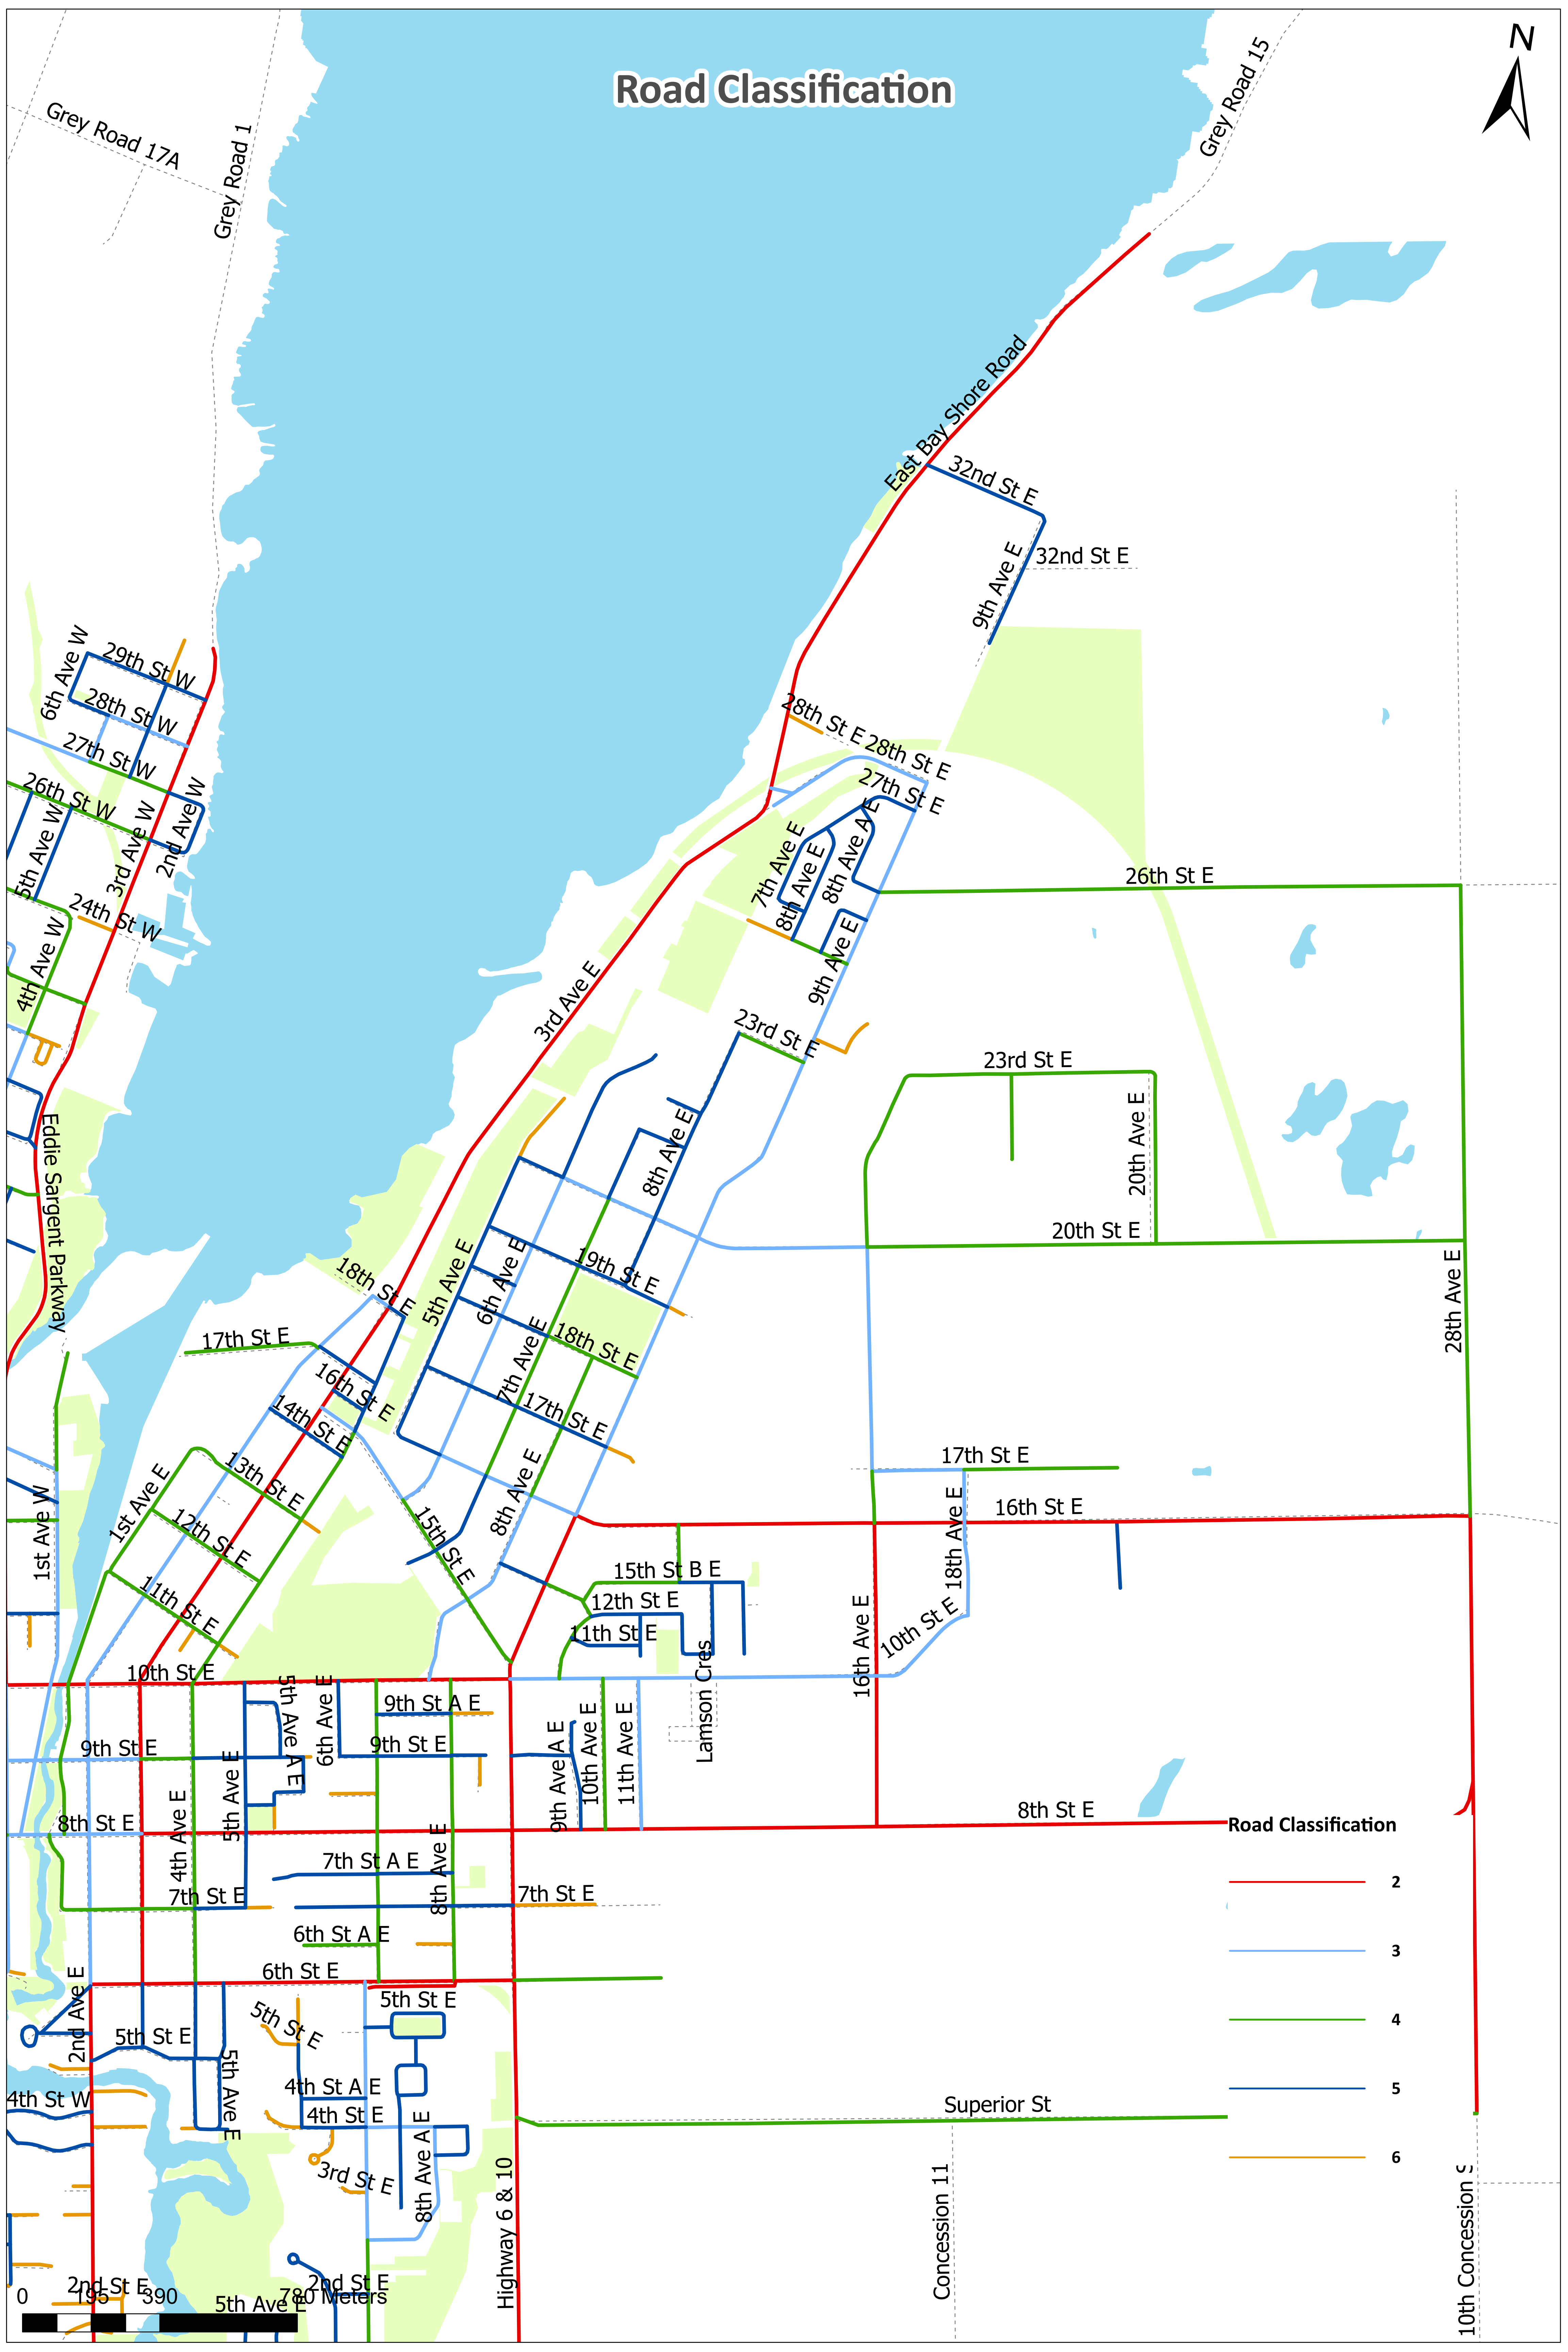 Road Classification
N
Grey Road 15
Grey Road 17A
Grey Road 1
East Bay Shore Road
32nd St E
32nd St E
9th Ave E
6th Ave W
29th St W
28th St W
27th St W
26th St W
5th Ave W
3rd Ave W
2nd Ave W
24th St W
4th Ave W
28th St E
28th St E
27th St E
7th Ave E
8th Ave E
8th Ave A E
9th Ave E
26th St E
3rd Ave E
23rd St E
23rd St E
20th Ave E
8th Ave E
Eddie Sargent Parkway
20th St E
28th Ave E
18th St E
5th Ave E
6th Ave E
19th St E
17th St E
7th Ave E
18th St E
16th St E
14th St E
17th St E
17th St E
13th St E
1st Ave E
12th St E
11th St E
15th St E
8th Ave E
16th St E
18th Ave E
1st Ave W
15th St B E
12th St E
11th St E
Lamson Cres
16th Ave E
10th St E
10th St E
5th Ave A E
6th Ave E
9th St A E
9th St E
9th St E
9th Ave A E
10th Ave E
11th Ave E
5th Ave E
4th Ave E
8th St E
8th St E
8th Ave E
7th St A E
7th St E
7th St E
6th St A E
6th St E
2nd Ave E
5th St E
5th St E
5th St E
5th Ave E
4th St A E
4th St E
4th St W
3rd St E
8th Ave A E
Highway 6 & 10
Superior St
Concession 11
10th Concession S
Road Classification
2
3
4
5
6
2nd St E
2nd St E
5th Ave E
0 195 390 780 Meters